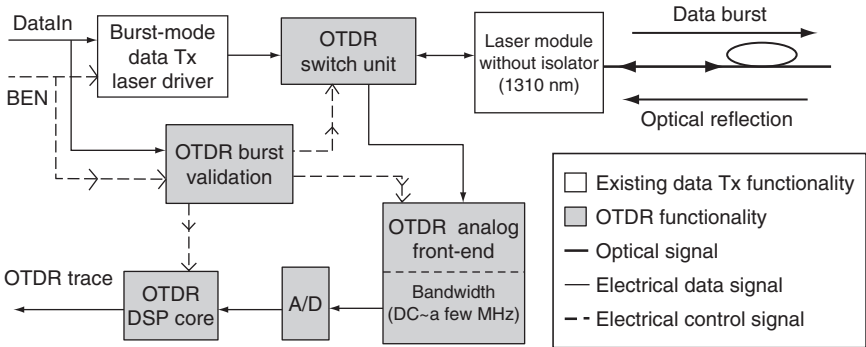 DataIn
BEN
Burst-mode
data Tx
laser driver
OTDR
switch unit
Laser module
without isolator
(1310 nm)
Data burst
Optical reflection
OTDR burst
validation
OTDR analog
front-end
Bandwidth
(DC~a few MHz)
A/D
OTDR
DSP core
OTDR trace
Existing data Tx functionality
OTDR functionality
Optical signal
Electrical data signal
Electrical control signal